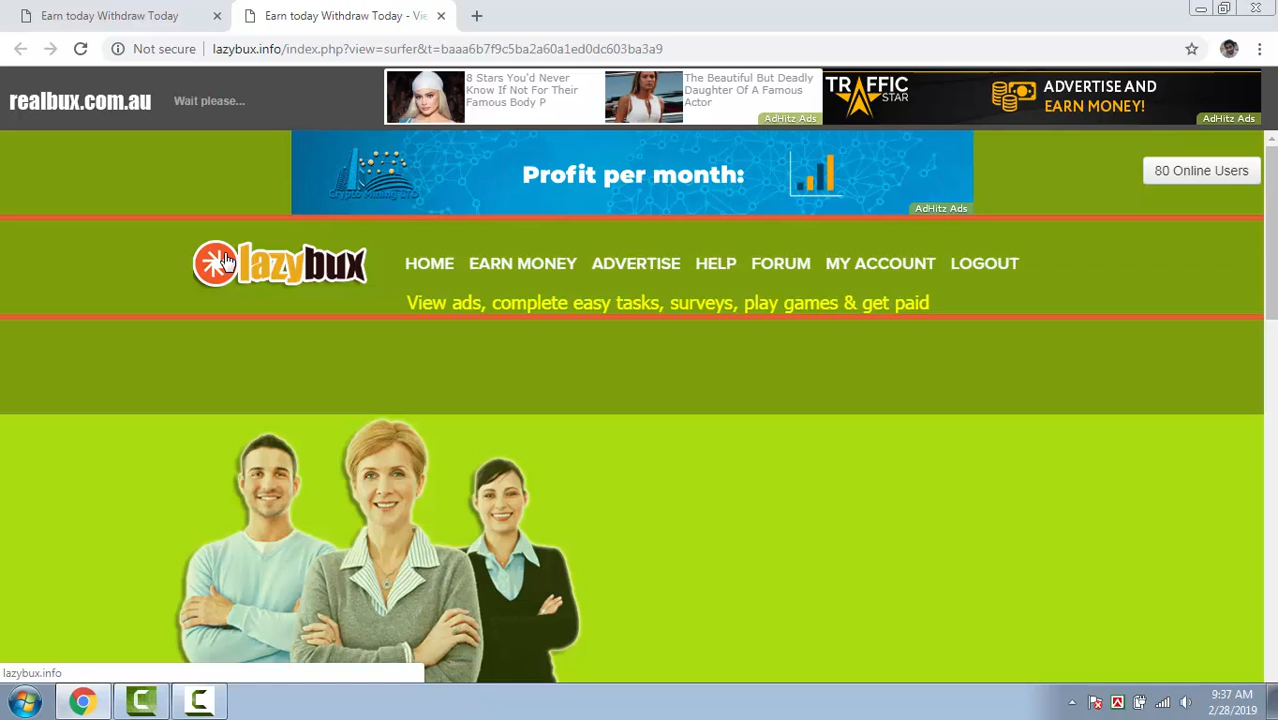 Earn today Withdraw Today
Earn today Withdraw Today - Vie
Not secure
lazybux.info/index.php?view=surfer&t=baaa6b7f9c5ba2a60a1ed0dc603ba3a9
realbux.com.au
Wait please...
8 Stars You'd Never
Know If Not For Their
Famous Body P
The Beautiful But Deadly
Daughter Of A Famous
Actor
AdHitz Ads
TRAFFIC
STAR
ADVERTISE AND
EARN MONEY!
AdHitz Ads
Crypto Mining LTD
Profit per month:
AdHitz Ads
80 Online Users
lazybux
HOME EARN MONEY ADVERTISE HELP FORUM MY ACCOUNT LOGOUT
View ads, complete easy tasks, surveys, play games & get paid
lazybux.info
9:37 AM
2/28/2019